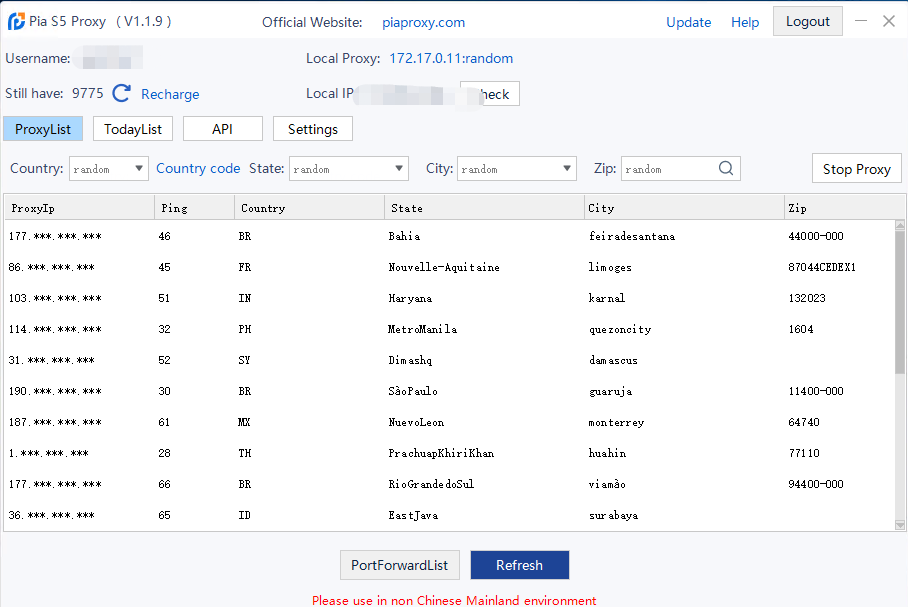 Pia S5 Proxy ( V1.1.9 ) Official Website: piaproxy.com Update Help Logout
Username: Local Proxy: 172.17.0.11:random
Still have: 9775 Recharge Local IP
ProxyList TodayList API Settings
Country: random Country code State: random City: random Zip: random Stop Proxy
ProxyIp Ping Country State City Zip
177.***.***.*** 46 BR Bahia feiradesantana 44000-000
86.***.***.*** 45 FR Nouvelle-Aquitaine limoges 87044CEDEX1
103.***.***.*** 51 IN Haryana karnal 132023
114.***.***.*** 32 PH MetroManila quezoncity 1604
31.***.***.*** 52 SY Dimashq damascus
190.***.***.*** 30 BR SãoPaulo guaruja 11400-000
187.***.***.*** 61 MX NuevoLeon monterrey 64740
1.***.***.*** 28 TH PrachuapKhiriKhan huahin 77110
177.***.***.*** 66 BR RioGrandedoSul viamão 94400-000
36.***.***.*** 65 ID EastJava surabaya
PortForwardList Refresh
Please use in non Chinese Mainland environment